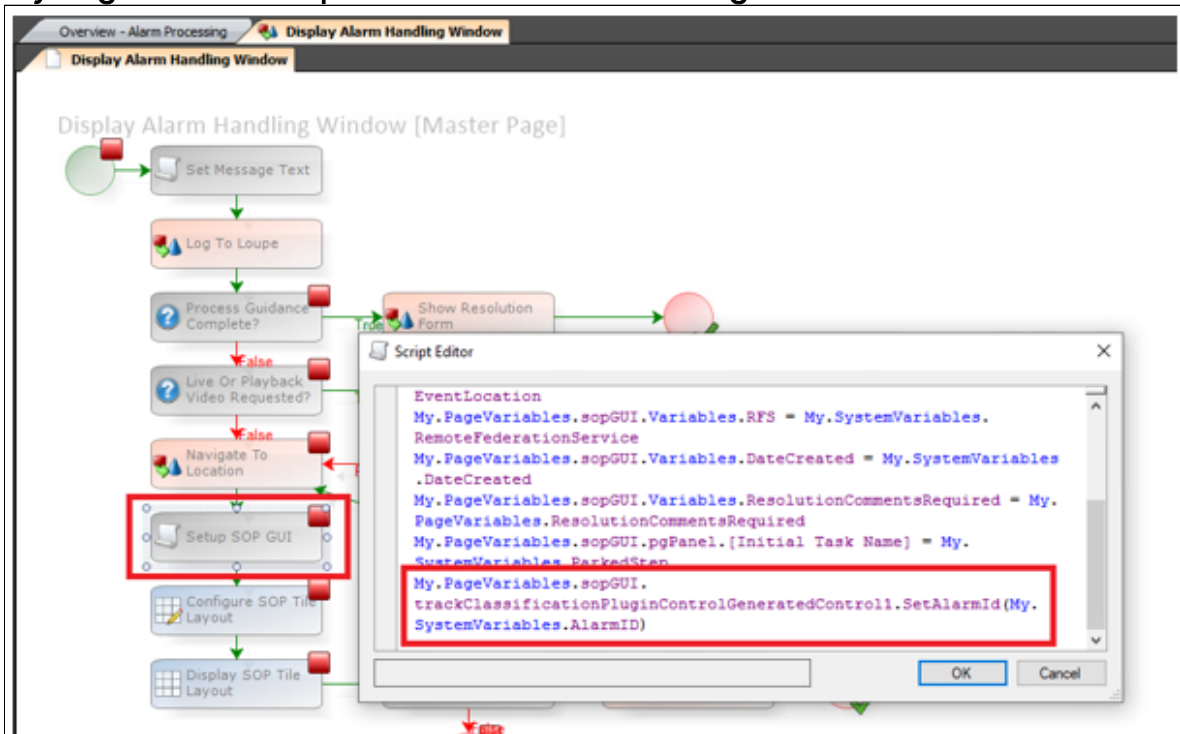 Overview - Alarm Processing
Display Alarm Handling Window
Display Alarm Handling Window
Display Alarm Handling Window [Master Page]
Set Message Text
Log To Loupe
Process Guidance
Complete?
True
Show Resolution
Form
False
Live Or Playback
Video Requested?
False
Navigate To
Location
Setup SOP GUI
Configure SOP Tile
Layout
Display SOP Tile
Layout
False
Script Editor
EventLocation
My.PageVariables.sopGUI.Variables.RFS = My.SystemVariables.
RemoteFederationService
My.PageVariables.sopGUI.Variables.DateCreated = My.SystemVariables
.DateCreated
My.PageVariables.sopGUI.Variables.ResolutionCommentsRequired = My.
PageVariables.ResolutionCommentsRequired
My.PageVariables.sopGUI.pgPanel.[Initial Task Name] = My.
SystemVariables.ParkedStep
My.PageVariables.sopGUI.
trackClassificationPluginControlGeneratedControl1.SetAlarmId(My.
SystemVariables.AlarmID)
OK
Cancel